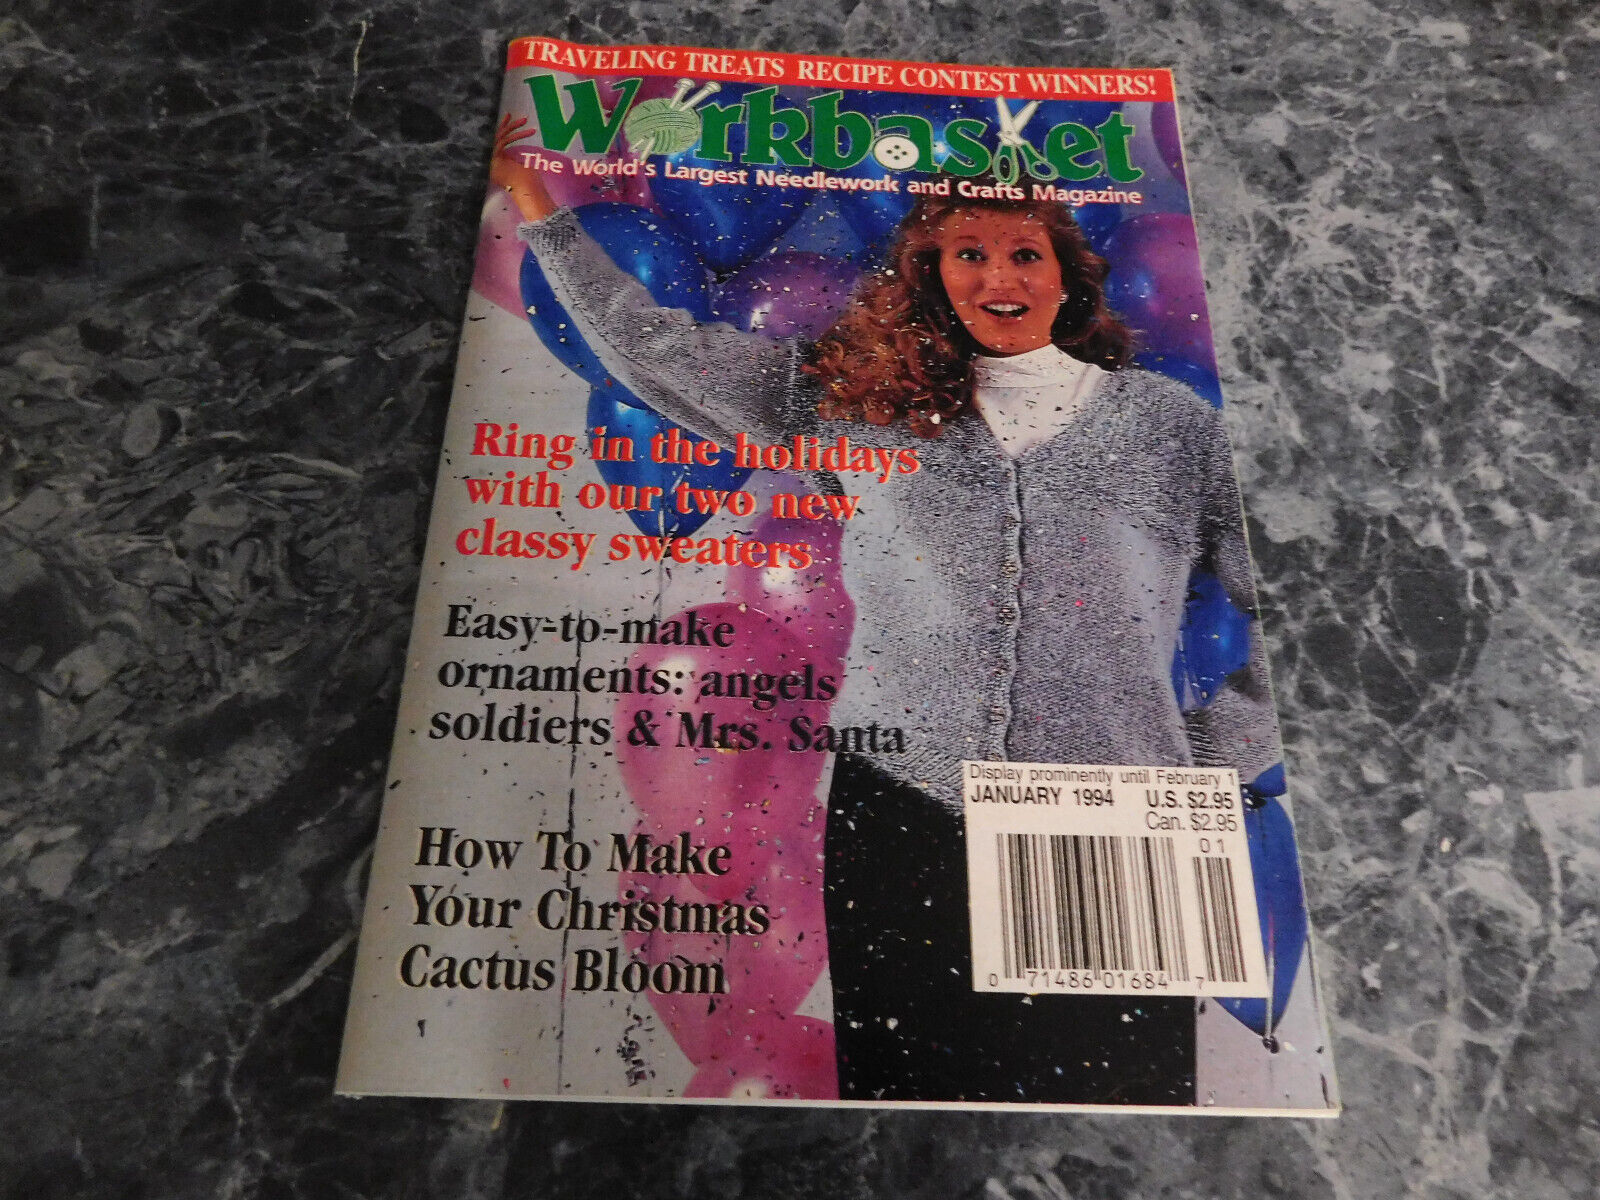 TRAVELING TREATS RECIPE CONTEST WINNERS!
Workbasket
The World's Largest Needlework and Crafts Magazine
Ring in the holidays
with our two new
classy sweaters
Easy-to-make
ornaments: angels
soldiers & Mrs. Santa
How To Make
Your Christmas
Cactus Bloom
Display prominently until February 1
JANUARY 1994 U.S. $2.95
Can. $2.95
01
0 71486 01684 7